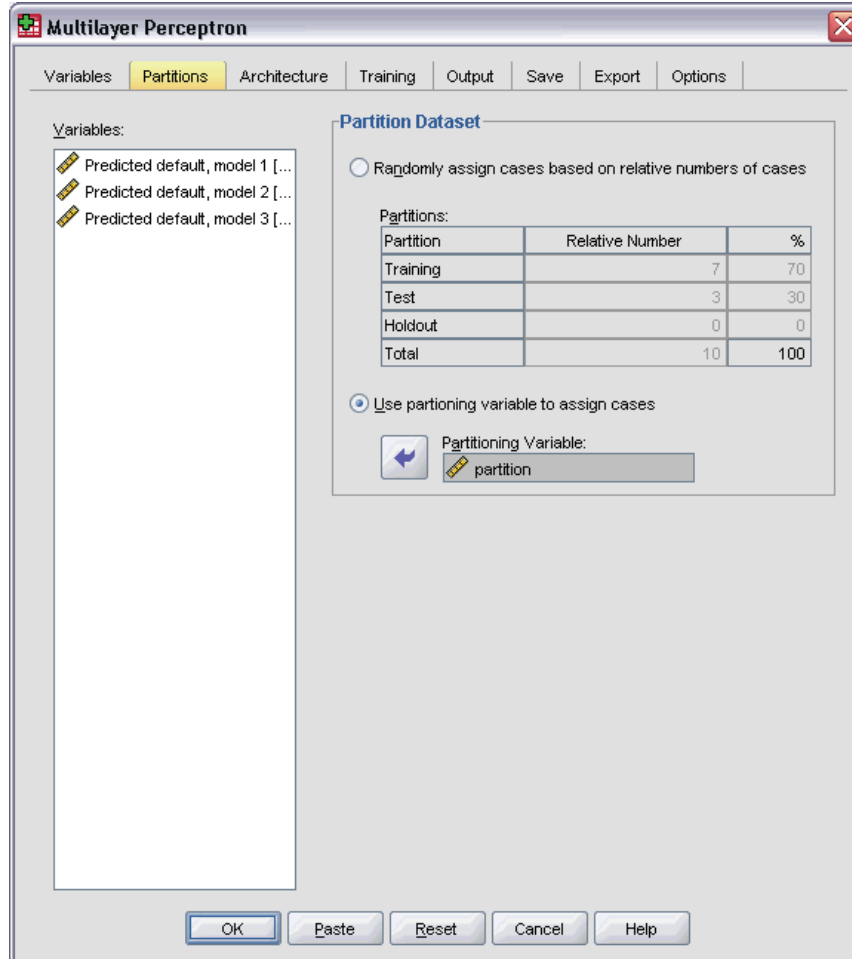 Multilayer Perceptron
Variables Partitions Architecture Training Output Save Export Options
Variables:
Predicted default, model 1 [...
Predicted default, model 2 [...
Predicted default, model 3 [...
Partition Dataset
Randomly assign cases based on relative numbers of cases
Partitions:
Partition Relative Number %
Training 7 70
Test 3 30
Holdout 0 0
Total 10 100
Use partioning variable to assign cases
Partitioning Variable:
partition
OK Paste Reset Cancel Help